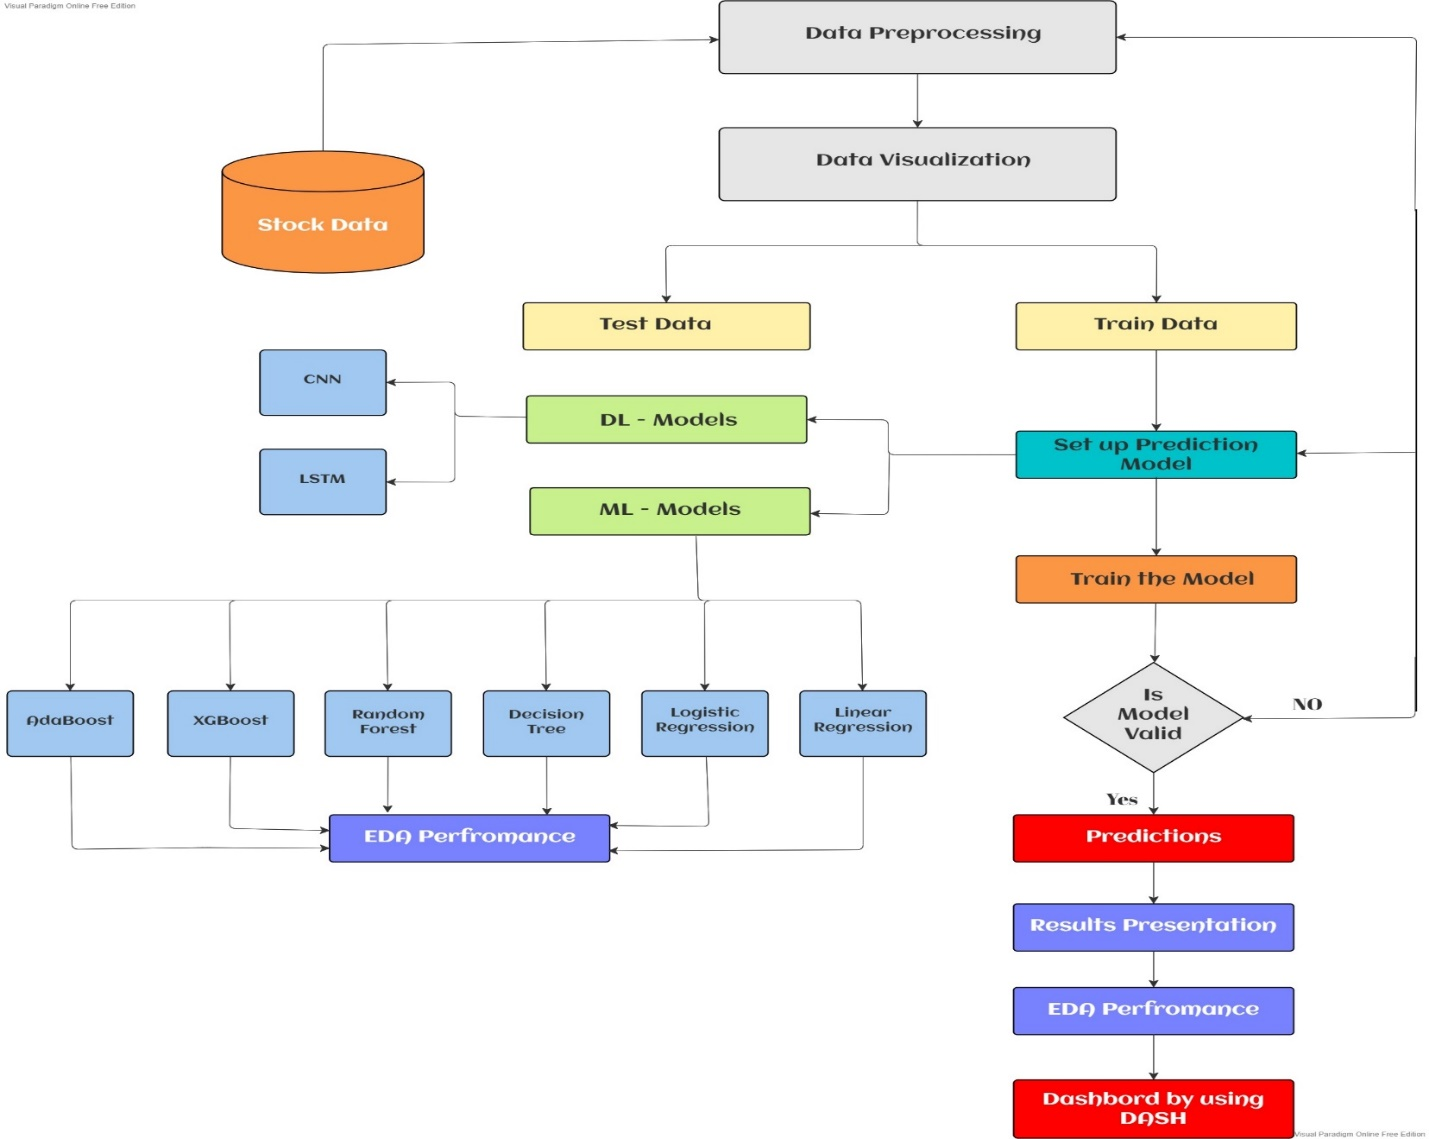 Visual Paradigm Online Free Edition
Data Preprocessing
Data Visualization
Stock Data
Test Data
Train Data
CNN
DL - Models
Set up Prediction
Model
LSTM
ML - Models
Train the Model
Is
Model
Valid
NO
AdaBoost
XGBoost
Random
Forest
Decision
Tree
Logistic
Regression
Linear
Regression
Yes
EDA Perfromance
Predictions
Results Presentation
EDA Perfromance
Dashbord by using
DASH
Visual Paradigm Online Free Edition